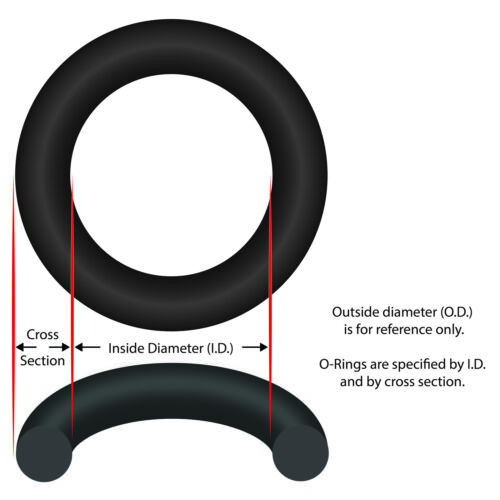 Cross
Section
Inside Diameter (I.D.)
Outside diameter (O.D.)
is for reference only.
O-Rings are specified by I.D.
and by cross section.